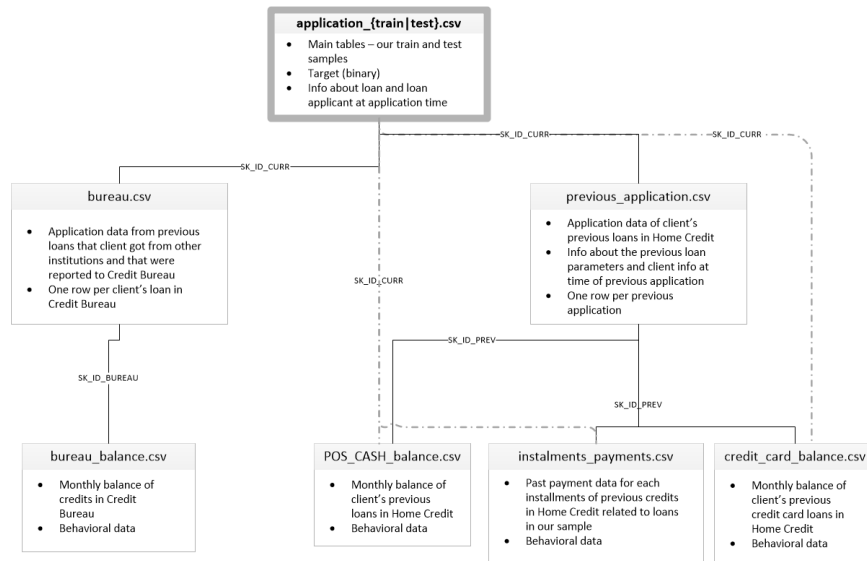 application_{train|test}.csv
• Main tables – our train and test
samples
• Target (binary)
• Info about loan and loan
applicant at application time
SK_ID_CURR
SK_ID_CURR
SK_ID_CURR
bureau.csv
• Application data from previous
loans that client got from other
institutions and that were
reported to Credit Bureau
• One row per client's loan in
Credit Bureau
SK_ID_CURR
previous_application.csv
• Application data of client's
previous loans in Home Credit
• Info about the previous loan
parameters and client info at
time of previous application
• One row per previous
application
SK_ID_BUREAU
SK_ID_PREV
SK_ID_PREV
bureau_balance.csv
• Monthly balance of
credits in Credit
Bureau
• Behavioral data
POS_CASH_balance.csv
• Monthly balance of
client's previous
loans in Home Credit
• Behavioral data
instalments_payments.csv
• Past payment data for each
installments of previous credits
in Home Credit related to loans
in our sample
• Behavioral data
credit_card_balance.csv
• Monthly balance of
client's previous
credit card loans in
Home Credit
• Behavioral data